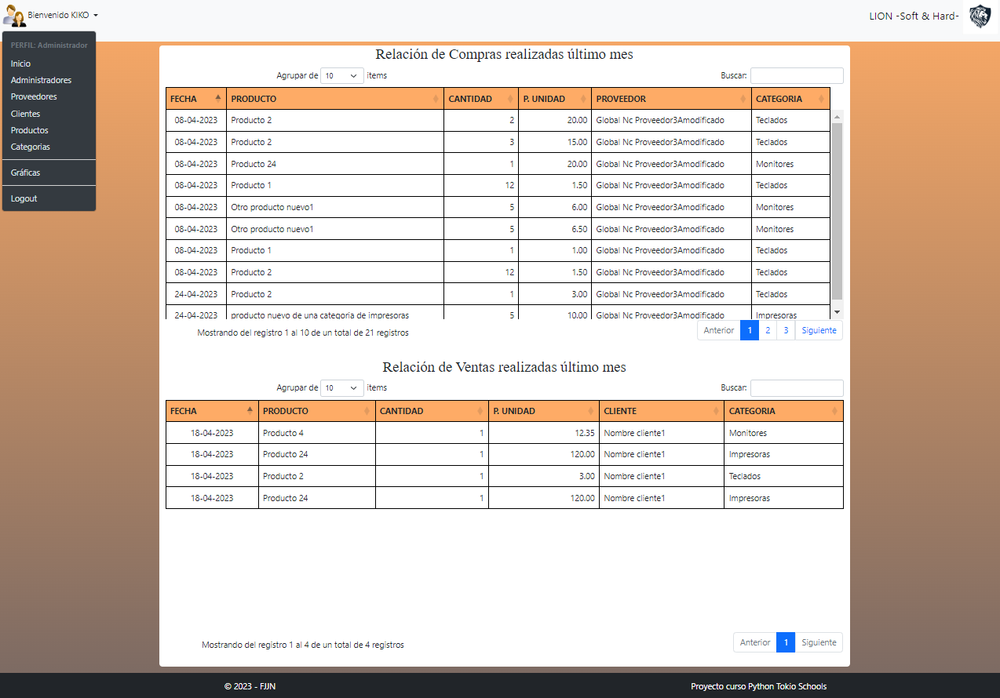 Bienvenido KIKO
LION -Soft & Hard-
PERFIL: Administrador
Inicio
Administradores
Proveedores
Clientes
Productos
Categorias
Gráficas
Logout
Relación de Compras realizadas último mes
Agrupar de 10 items Buscar:
FECHA PRODUCTO CANTIDAD P. UNIDAD PROVEEDOR CATEGORIA
08-04-2023 Producto 2 2 20.00 Global Nc Proveedor3Amodificado Teclados
08-04-2023 Producto 2 3 15.00 Global Nc Proveedor3Amodificado Teclados
08-04-2023 Producto 24 1 20.00 Global Nc Proveedor3Amodificado Monitores
08-04-2023 Producto 1 12 1.50 Global Nc Proveedor3Amodificado Teclados
08-04-2023 Otro producto nuevo1 5 6.00 Global Nc Proveedor3Amodificado Monitores
08-04-2023 Otro producto nuevo1 5 6.50 Global Nc Proveedor3Amodificado Monitores
08-04-2023 Producto 1 1 1.00 Global Nc Proveedor3Amodificado Teclados
08-04-2023 Producto 2 12 1.50 Global Nc Proveedor3Amodificado Teclados
24-04-2023 Producto 2 1 3.00 Global Nc Proveedor3Amodificado Teclados
24-04-2023 producto nuevo de una categoria de impresoras 5 10.00 Global Nc Proveedor3Amodificado Impresoras
Mostrando del registro 1 al 10 de un total de 21 registros Anterior 1 2 3 Siguiente
Relación de Ventas realizadas último mes
Agrupar de 10 items Buscar:
FECHA PRODUCTO CANTIDAD P. UNIDAD CLIENTE CATEGORIA
18-04-2023 Producto 4 1 12.35 Nombre cliente1 Monitores
18-04-2023 Producto 24 1 120.00 Nombre cliente1 Impresoras
18-04-2023 Producto 2 1 3.00 Nombre cliente1 Teclados
18-04-2023 Producto 24 1 120.00 Nombre cliente1 Impresoras
Mostrando del registro 1 al 4 de un total de 4 registros Anterior 1 Siguiente
© 2023 - FJJN Proyecto curso Python Tokio Schools